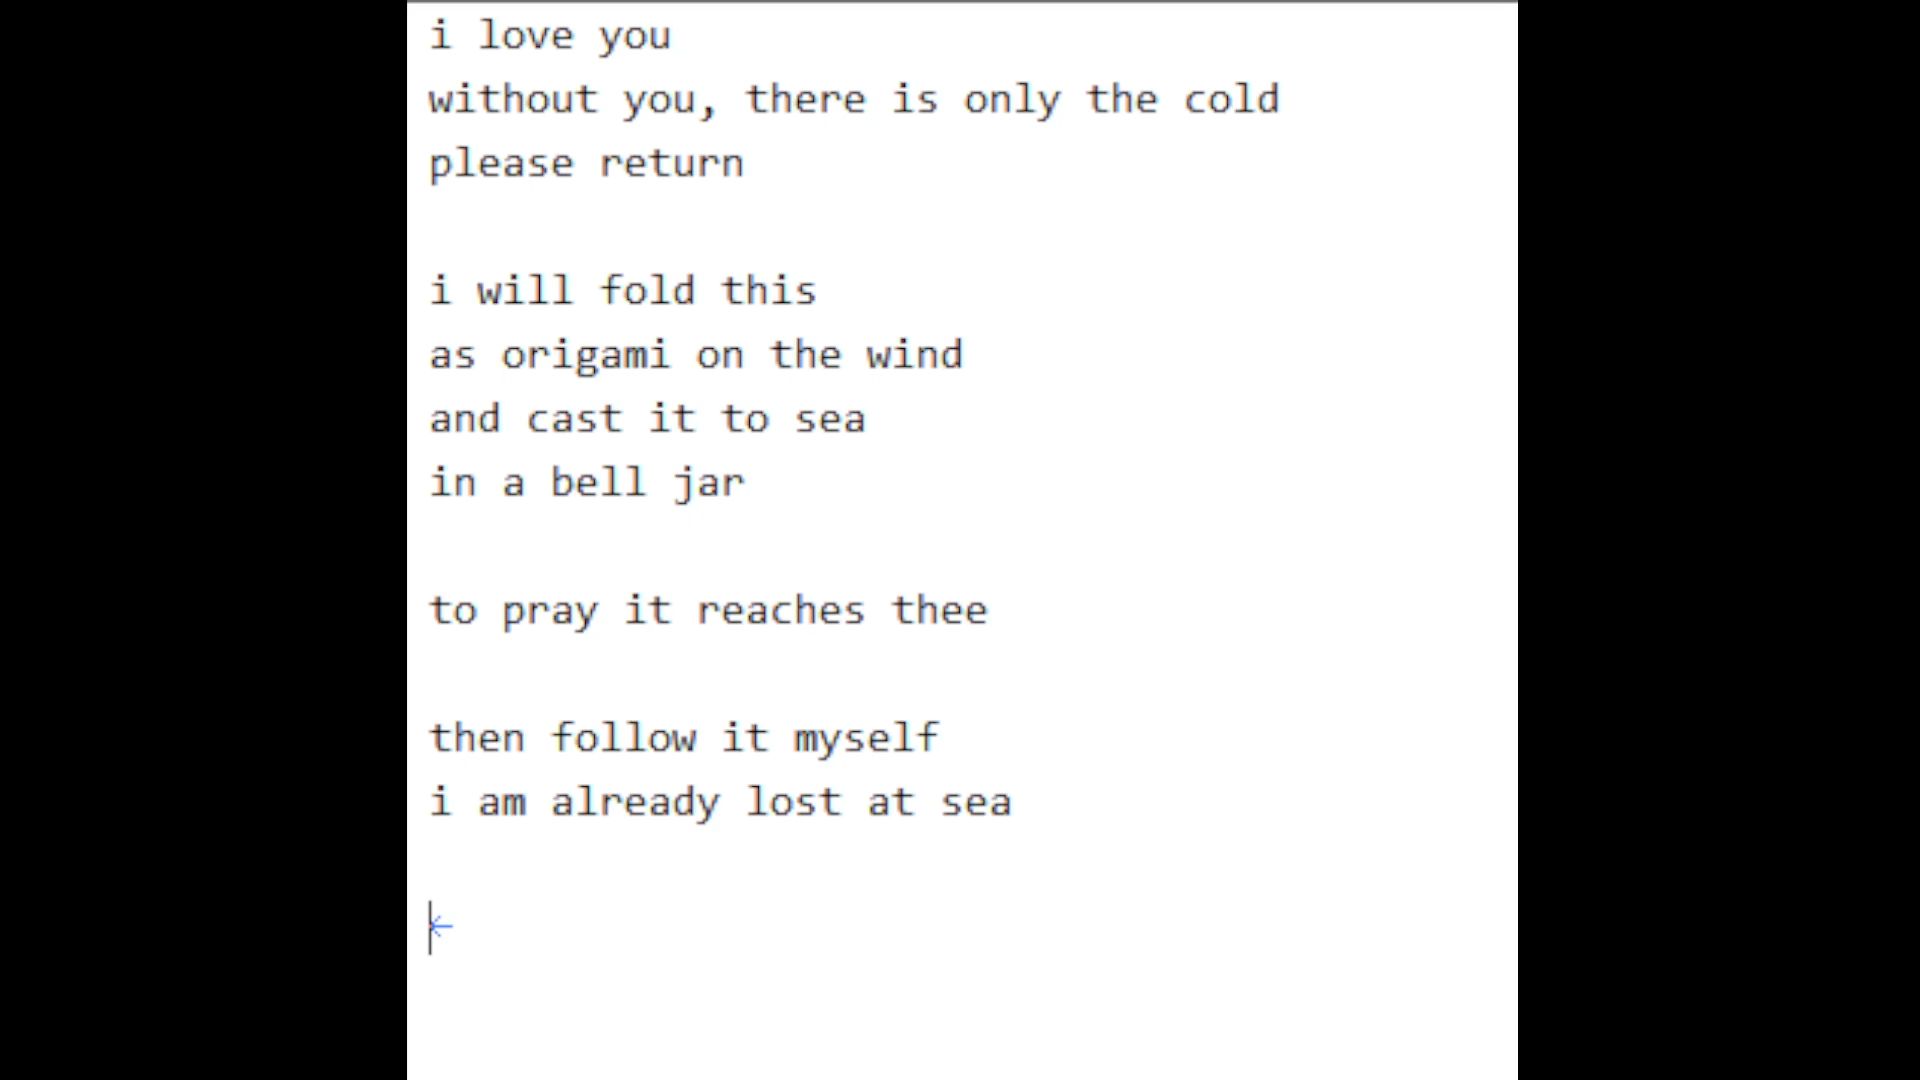 i love you
without you, there is only the cold
please return
i will fold this
as origami on the wind
and cast it to sea
in a bell jar
to pray it reaches thee
then follow it myself
i am already lost at sea